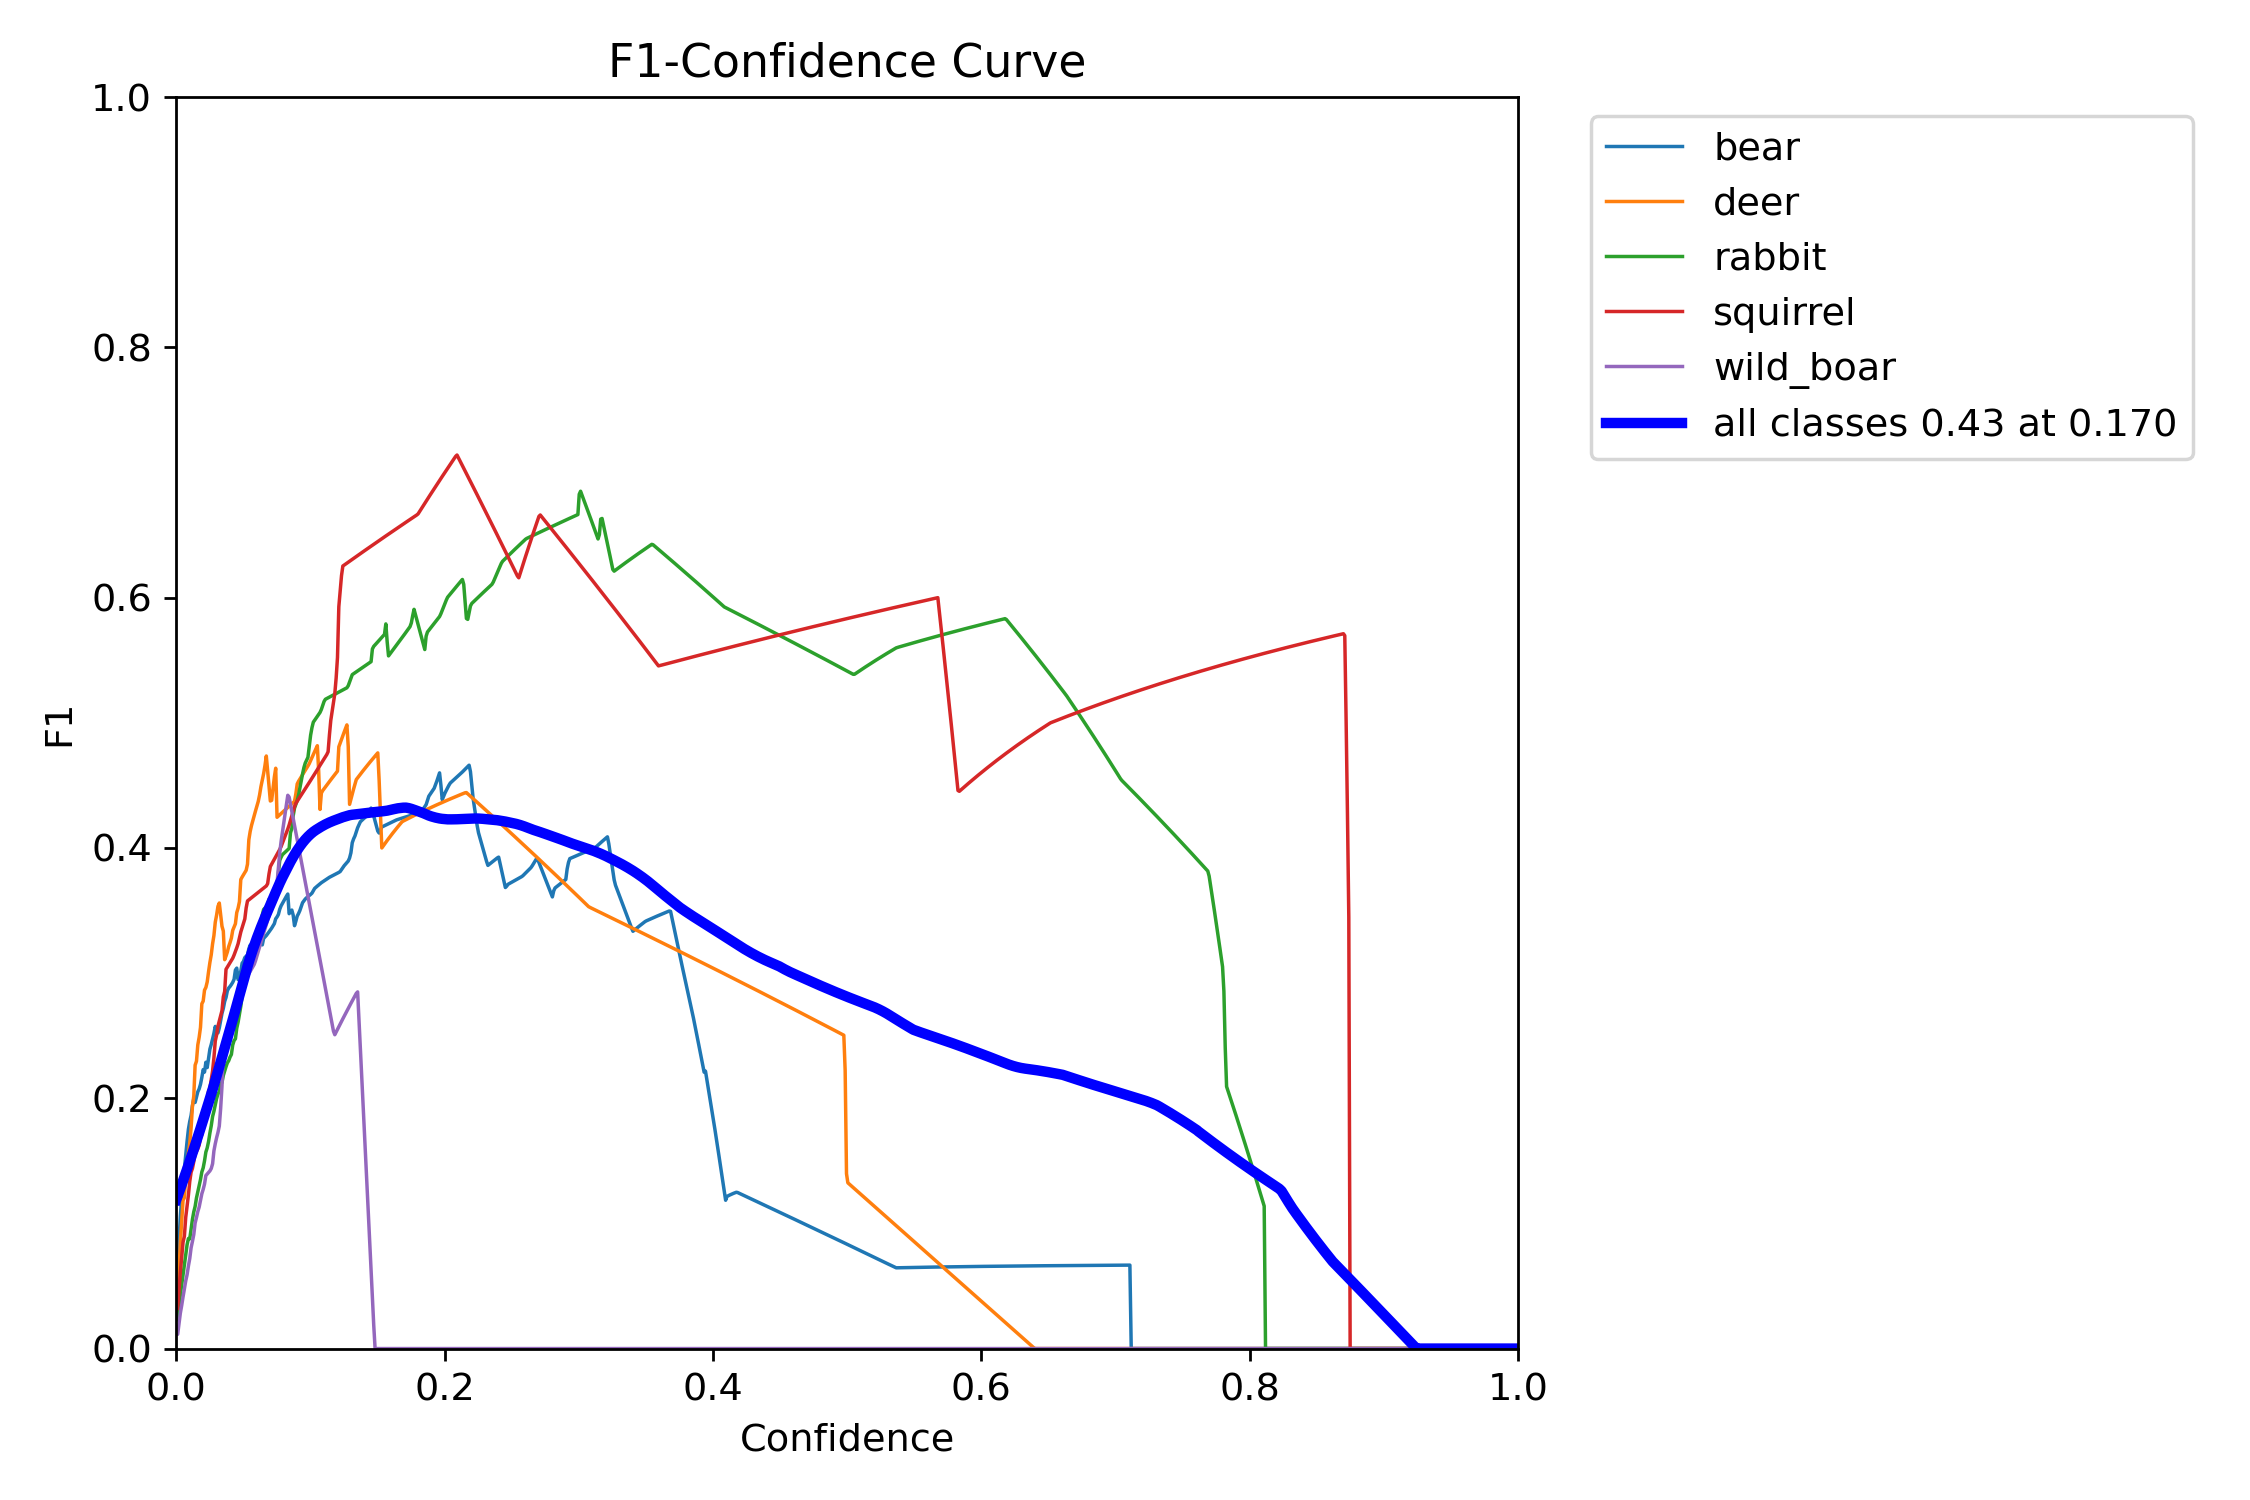 F1-Confidence Curve
1.0
0.8
0.6
0.4
0.2
0.0
F1
0.0 0.2 0.4 0.6 0.8 1.0
Confidence
bear
deer
rabbit
squirrel
wild_boar
all classes 0.43 at 0.170